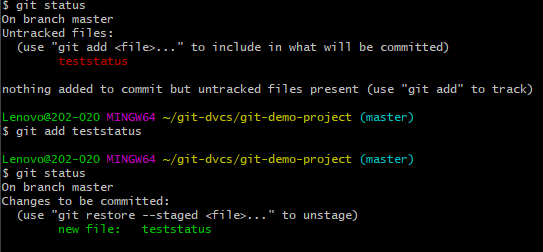 $ git status
On branch master
Untracked files:
  (use "git add <file>..." to include in what will be committed)
        teststatus

nothing added to commit but untracked files present (use "git add" to track)

Lenovo@202-020 MINGW64 ~/git-dvcs/git-demo-project (master)
$ git add teststatus

Lenovo@202-020 MINGW64 ~/git-dvcs/git-demo-project (master)
$ git status
On branch master
Changes to be committed:
  (use "git restore --staged <file>..." to unstage)
        new file:   teststatus